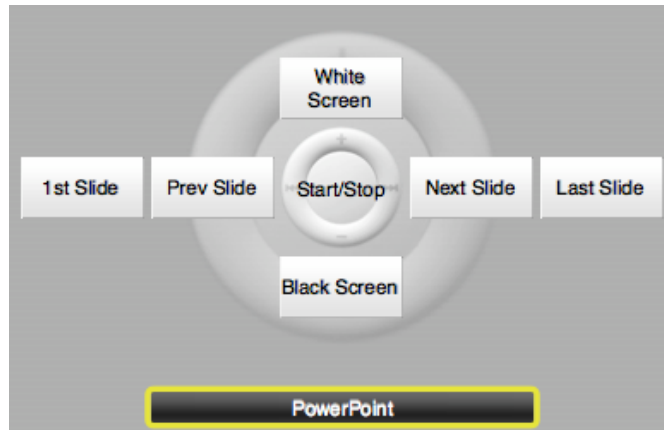 White
Screen
1st Slide
Prev Slide
Start/Stop
Next Slide
Last Slide
Black Screen
PowerPoint